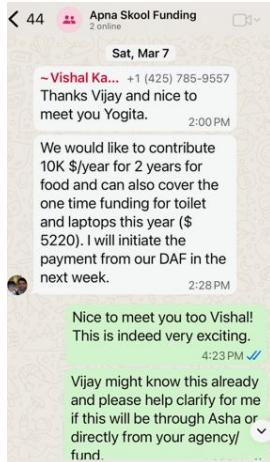 44
Apna Skool Funding
2 online
Sat, Mar 7
~Vishal Ka... +1 (425) 785-9557
Thanks Vijay and nice to
meet you Yogita.
2:00 PM
We would like to contribute
10K $/year for 2 years for
food and can also cover the
one time funding for toilet
and laptops this year ($
5220). I will initiate the
payment from our DAF in the
next week.
2:28 PM
Nice to meet you too Vishal!
This is indeed very exciting.
4:23 PM
Vijay might know this already
and please help clarify for me
if this will be through Asha or
directly from your agency/
fund.